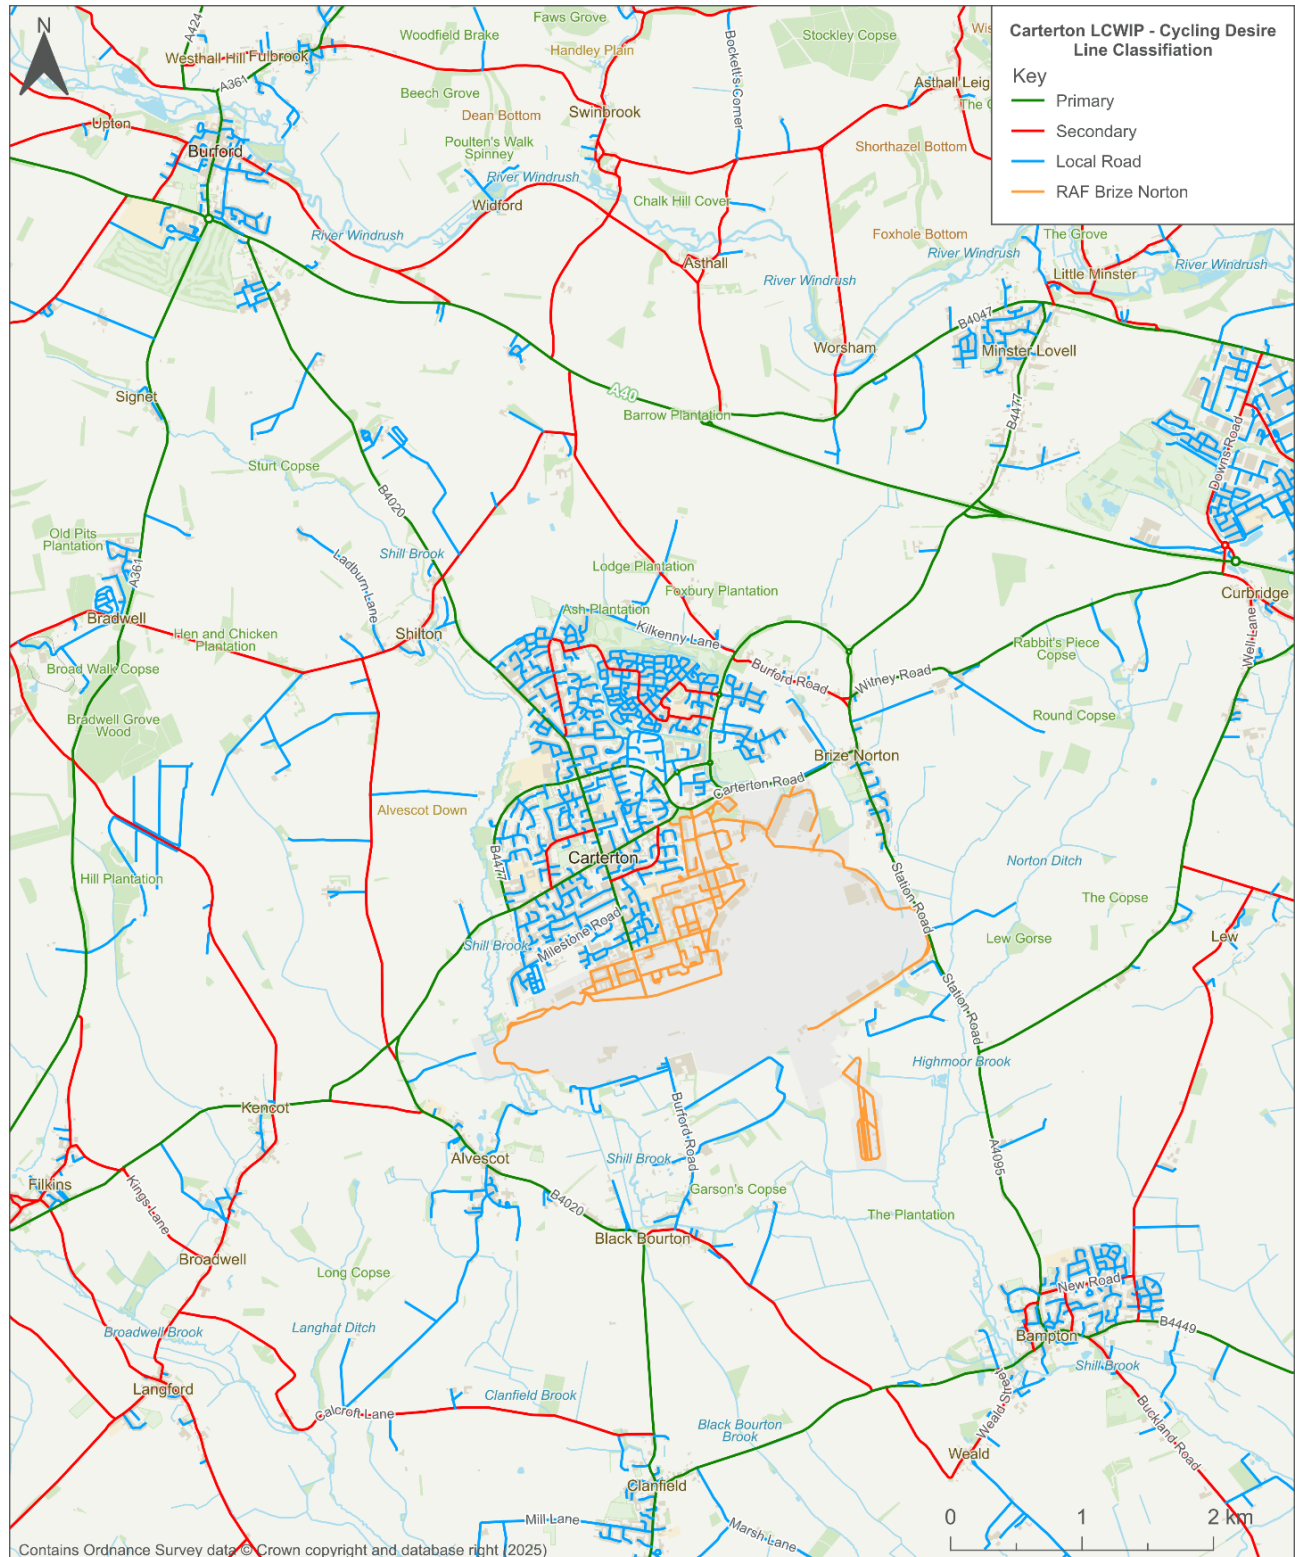 Carterton LCWIP - Cycling Desire
Line Classifiation
Key
Primary
Secondary
Local Road
RAF Brize Norton
N
A424
Faws Grove
Woodfield Brake
Handley Plain
Stockley Copse
Westhall Hill
Fulbrook
Bockett's Corner
A361
Beech Grove
Asthall Leig
Swinbrook
Dean Bottom
Upton
Poulten's Walk
Spinney
Burford
Shorthazel Bottom
River Windrush
Widford
Chalk Hill Cover
River Windrush
Foxhole Bottom
The Grove
River Windrush
Asthall
River Windrush
Little Minster
River Windrush
B4047
Worsham
Minster Lovell
Signet
A40
Barrow Plantation
B4477
Downs Road
Sturt Copse
B4020
Old Pits
Plantation
Shill Brook
Ladburn Lane
A361
Lodge Plantation
Foxbury Plantation
Curbridge
Ash Plantation
Bradwell
Hen and Chicken
Plantation
Shilton
Kilkenny Lane
Well Lane
Rabbit's Piece
Copse
Broad Walk Copse
Burford Road
Witney Road
Bradwell Grove
Wood
Round Copse
Brize Norton
Carterton Road
Alvescot Down
B4477
Carterton
Norton Ditch
Hill Plantation
Station Road
The Copse
Milestone Road
Shill Brook
Lew Gorse
Lew
Station Road
Highmoor Brook
Kencot
Burford Road
Alvescot
Shill Brook
A4095
Filkins
Kings Lane
Garson's Copse
B4020
The Plantation
Black Bourton
Broadwell
Long Copse
New Road
Broadwell Brook
Langhat Ditch
Bampton
B4449
Shill Brook
Langford
Clanfield Brook
Weald Street
Calcroft Lane
Black Bourton
Brook
Buckland Road
Weald
Clanfield
Mill Lane
Marsh Lane
0
1
2 km
Contains Ordnance Survey data © Crown copyright and database right (2025)